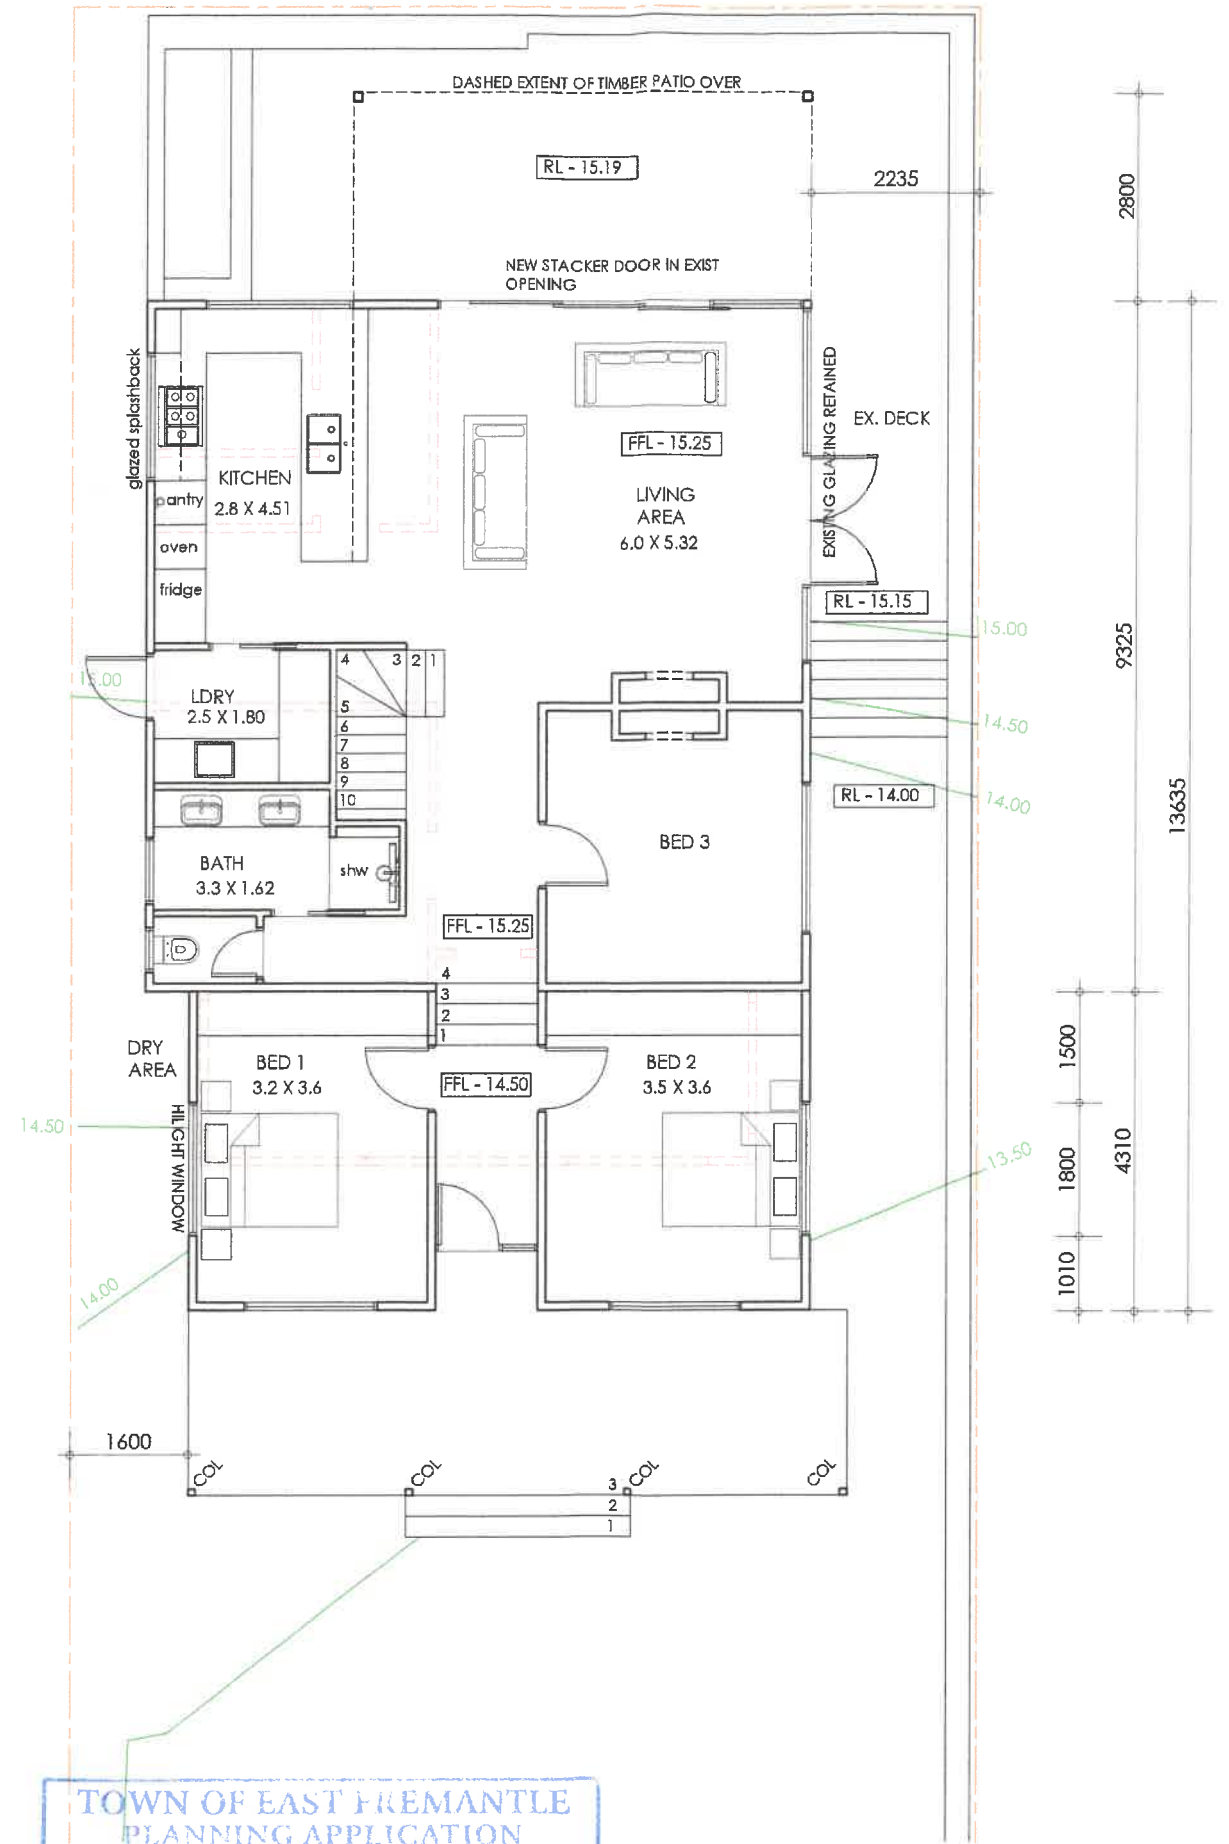 DASHED EXTENT OF TIMBER PATIO OVER
RL - 15.19
2235
2800
NEW STACKER DOOR IN EXIST
OPENING
glazed splashback
EXISTING GLAZING RETAINED
EX. DECK
FFL - 15.25
KITCHEN
2.8 X 4.51
LIVING
AREA
6.0 X 5.32
pantry
oven
fridge
RL - 15.15
15.00
9325
15.00
4 3 2 1
LDRY
2.5 X 1.80
5
6
7
8
9
10
14.50
14.00
RL - 14.00
13635
BED 3
BATH
3.3 X 1.62
shw
FFL - 15.25
4
3
2
1
DRY
AREA
BED 1
3.2 X 3.6
FFL - 14.50
BED 2
3.5 X 3.6
1500
14.50
HILIGHT WINDOW
13.50
1800
4310
14.00
1010
1600
COL
COL
COL
COL
3
2
1
TOWN OF EAST FREMANTLE
PLANNING APPLICATION